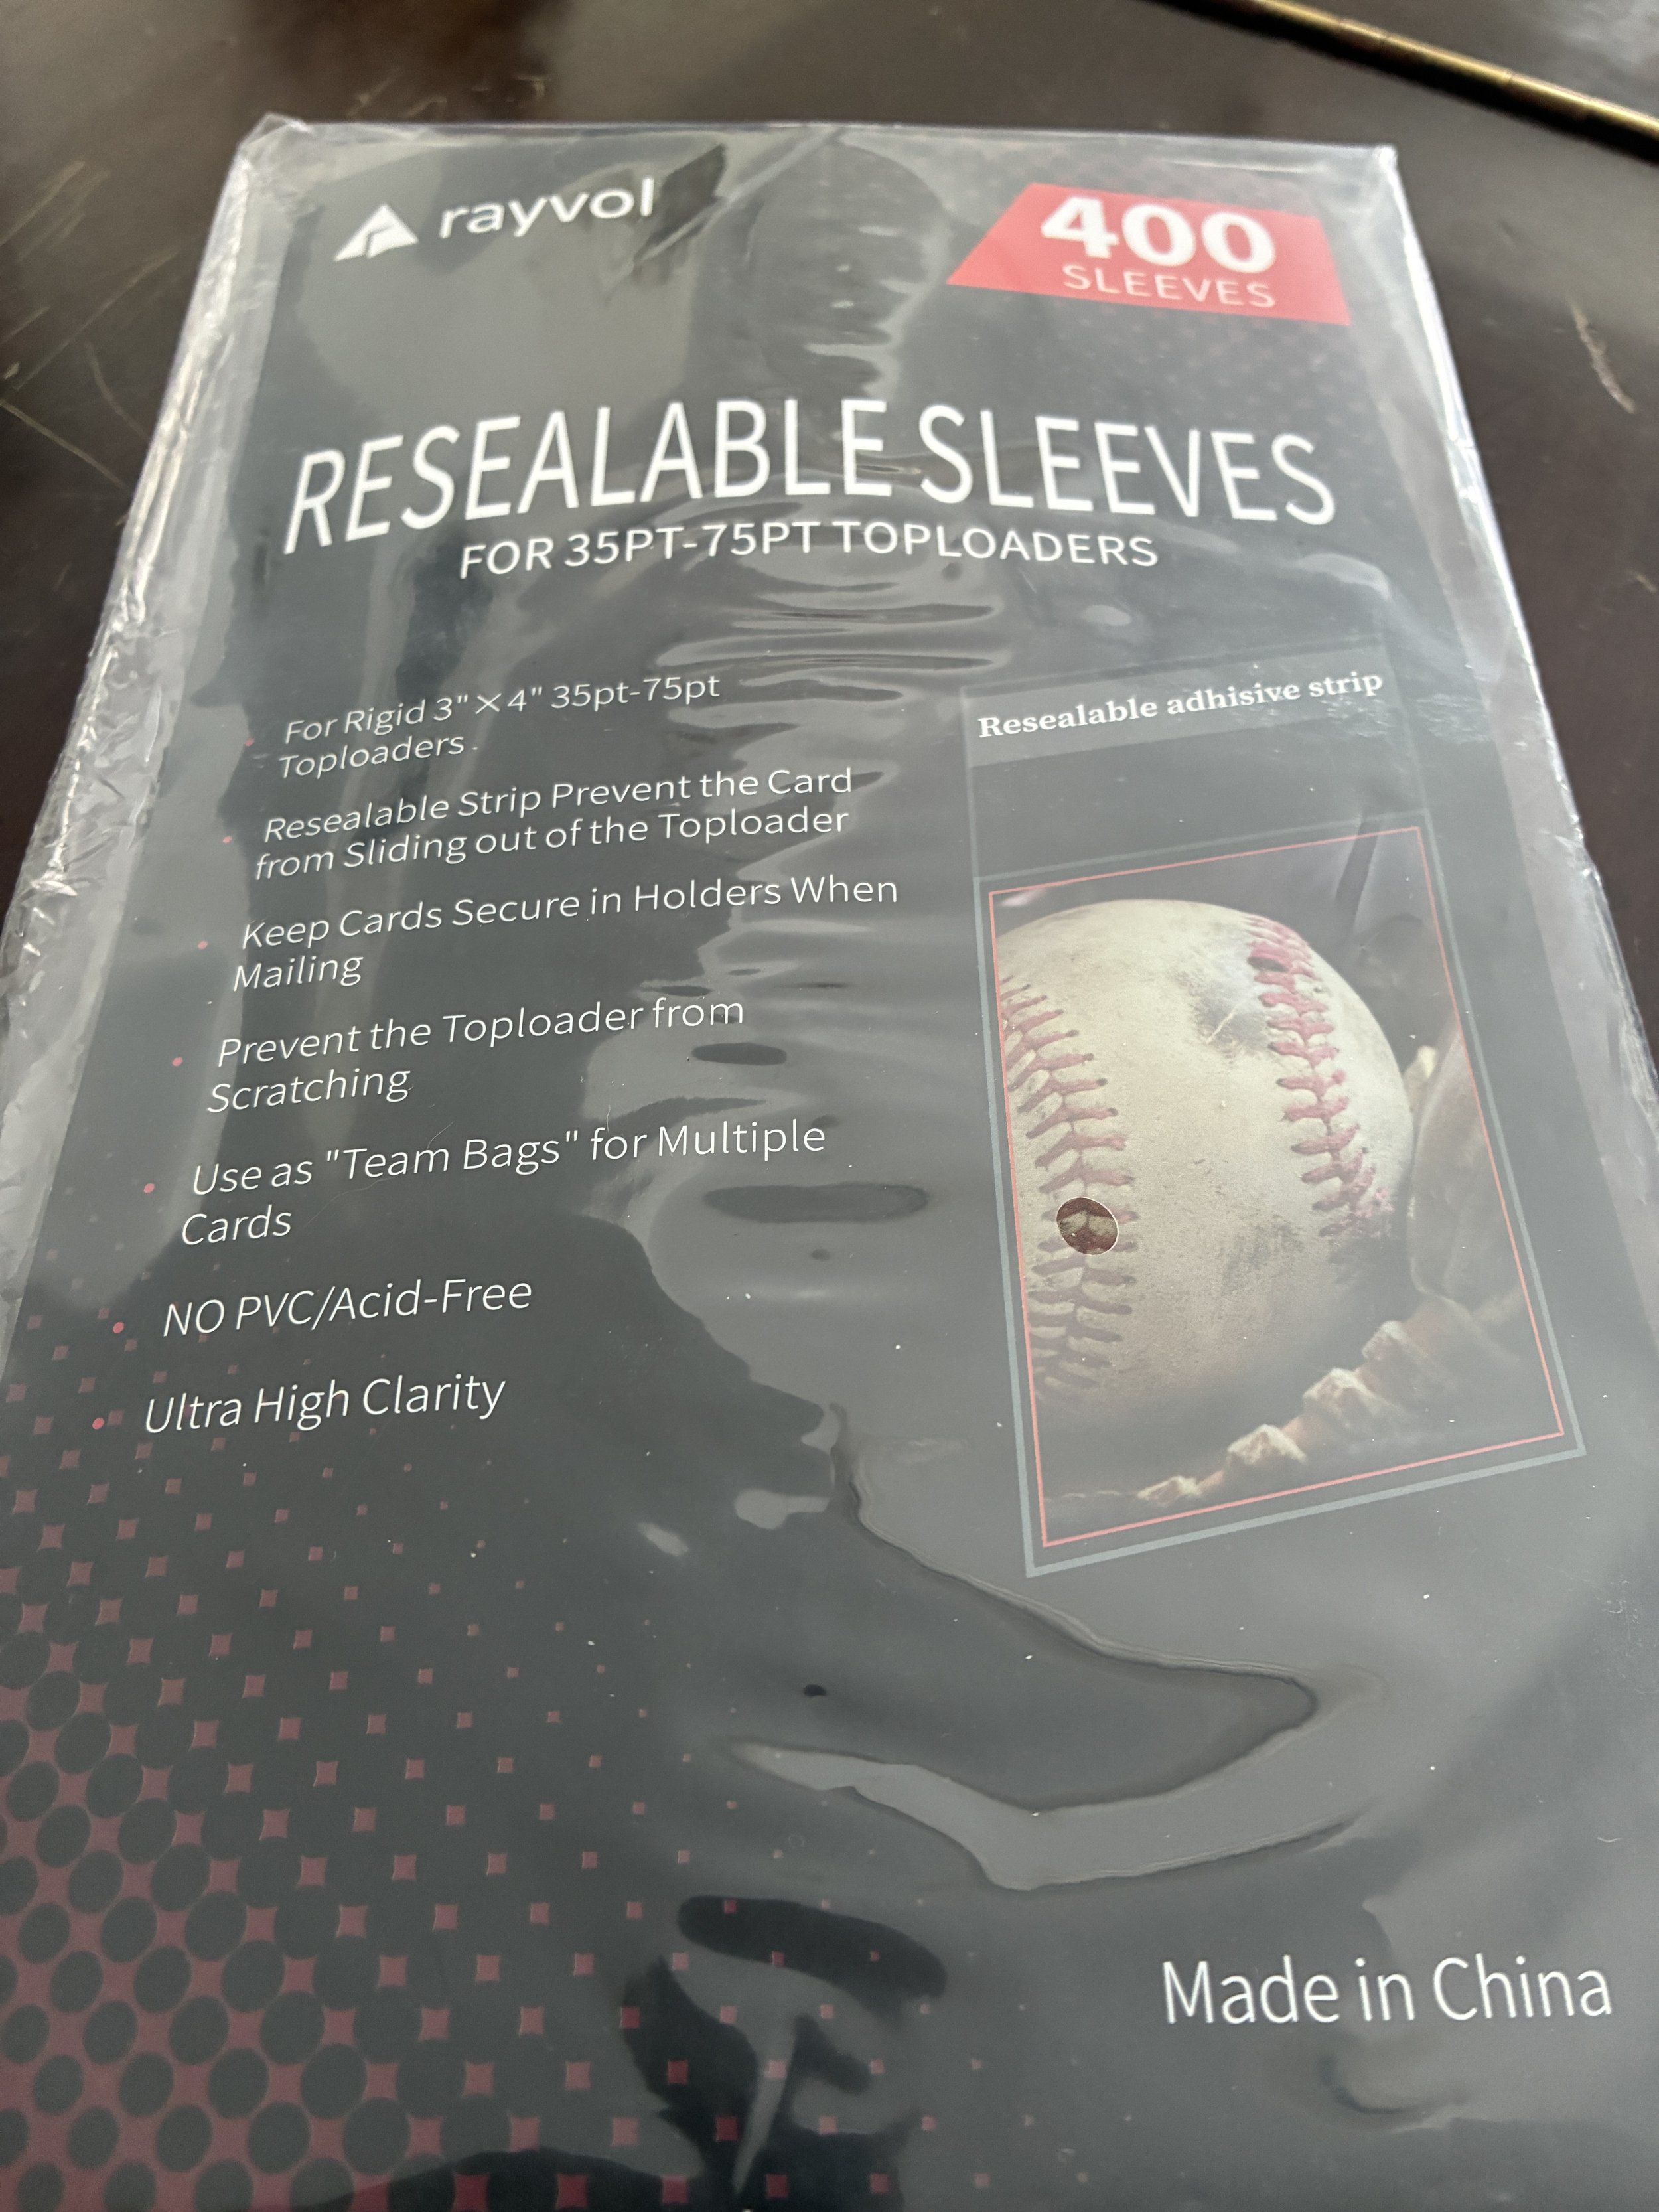 rayvol
400
SLEEVES
RESEALABLE SLEEVES
FOR 35PT-75PT TOPLOADERS
For Rigid 3"×4" 35pt-75pt
Toploaders.
Resealable Strip Prevent the Card
from Sliding out of the Toploader
Keep Cards Secure in Holders When
Mailing
Prevent the Toploader from
Scratching
Use as "Team Bags" for Multiple
Cards
NO PVC/Acid-Free
Ultra High Clarity
Resealable adhisive strip
Made in China